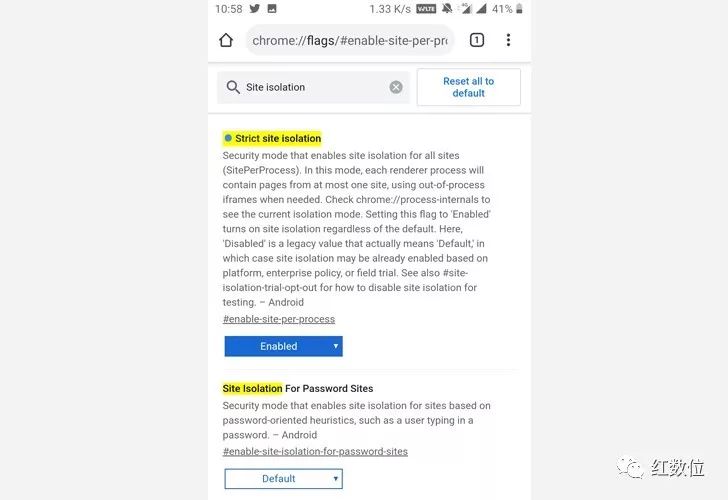 10:58 1.33 K/s VoLTE 41%
chrome://flags/#enable-site-per-pr 1
Site isolation
Reset all to
default
Strict site isolation
Security mode that enables site isolation for all sites
(SitePerProcess). In this mode, each renderer process will
contain pages from at most one site, using out-of-process
iframes when needed. Check chrome://process-internals to
see the current isolation mode. Setting this flag to 'Enabled'
turns on site isolation regardless of the default. Here,
'Disabled' is a legacy value that actually means 'Default,' in
which case site isolation may be already enabled based on
platform, enterprise policy, or field trial. See also #site-
isolation-trial-opt-out for how to disable site isolation for
testing. – Android
#enable-site-per-process
Enabled
Site Isolation For Password Sites
Security mode that enables site isolation for sites based on
password-oriented heuristics, such as a user typing in a
password. – Android
#enable-site-isolation-for-password-sites
Default
红数位